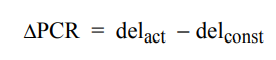 ΔPCR = del_act − del_const